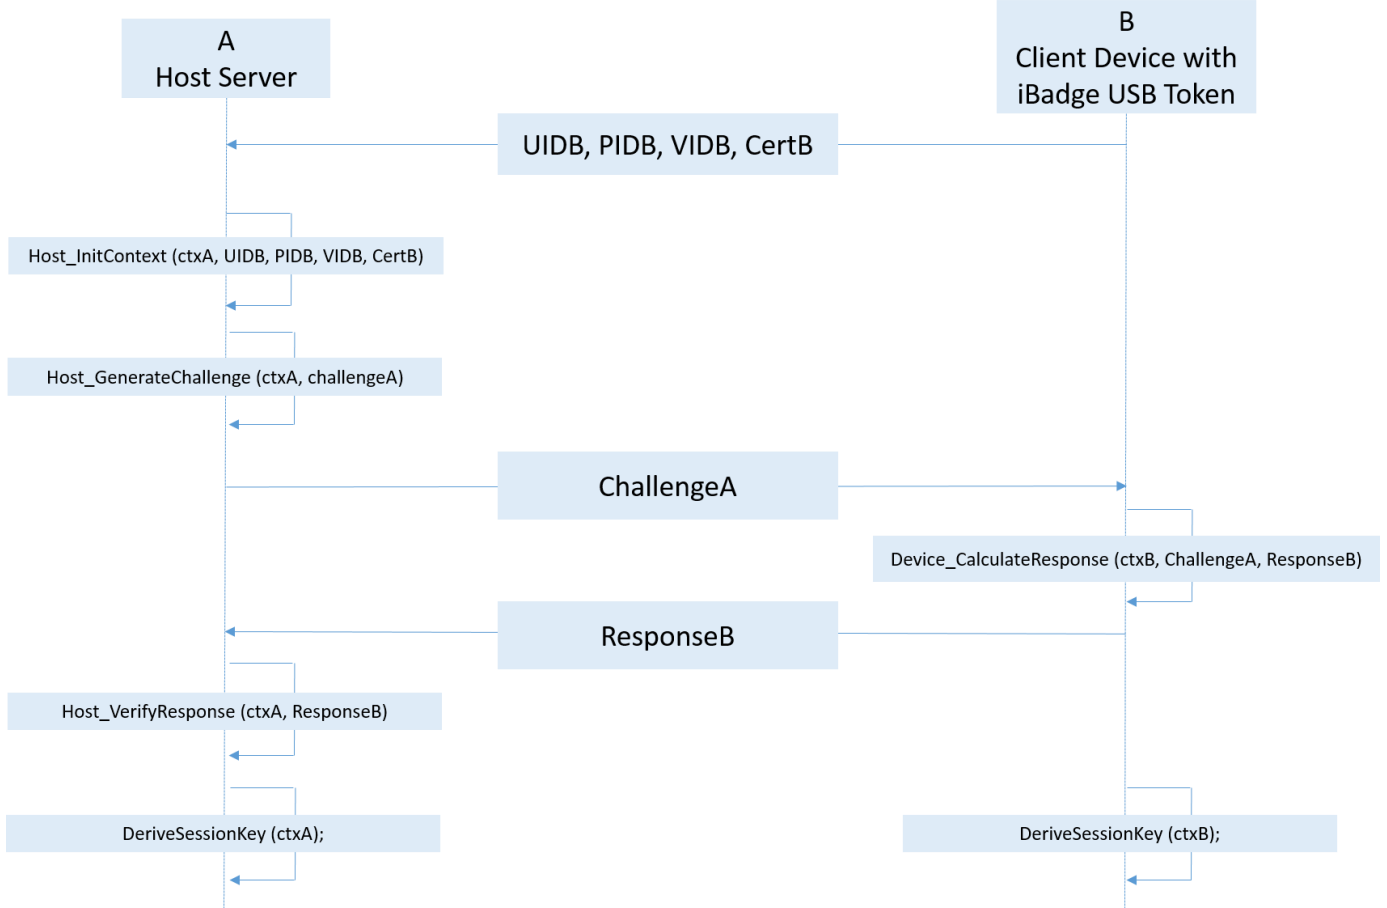 A
Host Server
B
Client Device with
iBadge USB Token
UIDB, PIDB, VIDB, CertB
Host_InitContext (ctxA, UIDB, PIDB, VIDB, CertB)
Host_GenerateChallenge (ctxA, challengeA)
ChallengeA
Device_CalculateResponse (ctxB, ChallengeA, ResponseB)
ResponseB
Host_VerifyResponse (ctxA, ResponseB)
DeriveSessionKey (ctxA);
DeriveSessionKey (ctxB);